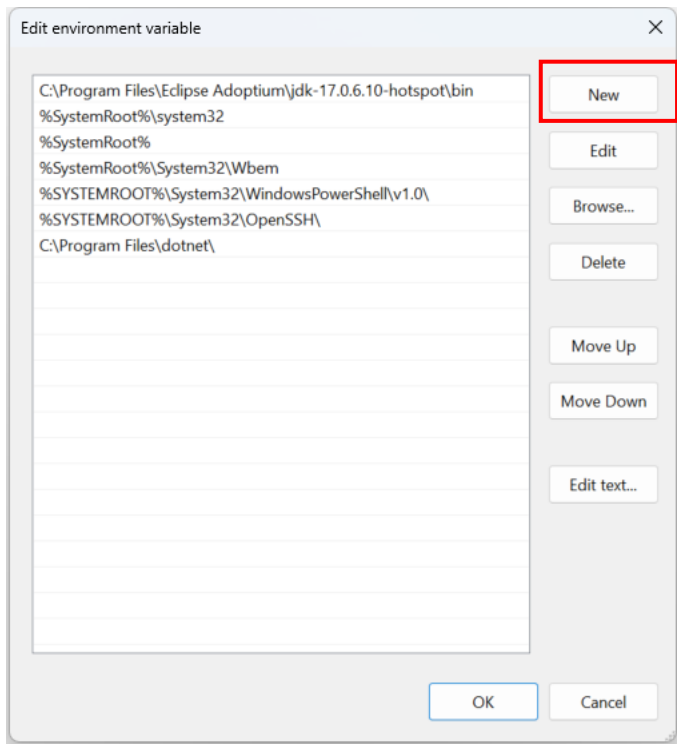 Edit environment variable
C:\Program Files\Eclipse Adoptium\jdk-17.0.6.10-hotspot\bin
%SystemRoot%\system32
%SystemRoot%
%SystemRoot%\System32\Wbem
%SYSTEMROOT%\System32\WindowsPowerShell\v1.0\
%SYSTEMROOT%\System32\OpenSSH\
C:\Program Files\dotnet\
New
Edit
Browse...
Delete
Move Up
Move Down
Edit text...
OK
Cancel